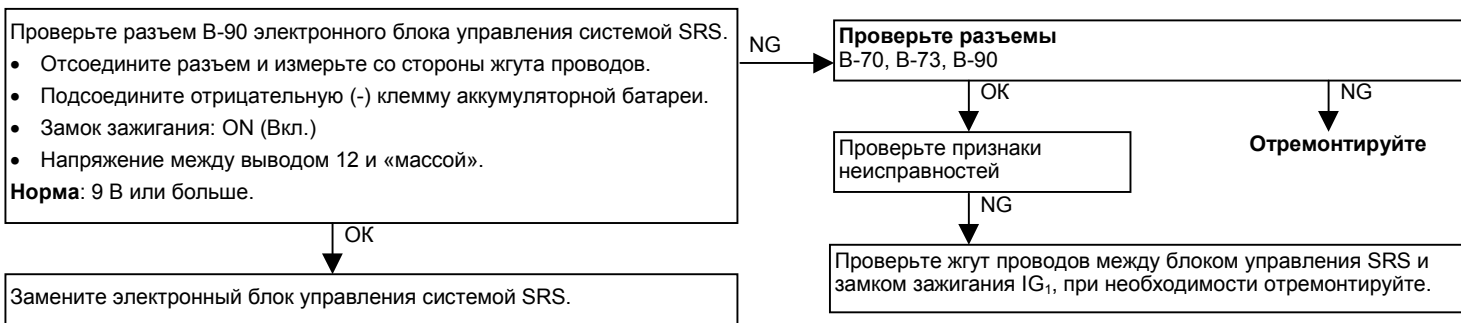 Проверьте разъем В-90 электронного блока управления системой SRS.
• Отсоедините разъем и измерьте со стороны жгута проводов.
• Подсоедините отрицательную (-) клемму аккумуляторной батареи.
• Замок зажигания: ON (Вкл.)
• Напряжение между выводом 12 и «массой».
Норма: 9 В или больше.
NG
Проверьте разъемы
В-70, В-73, В-90
ОК
NG
Проверьте признаки
неисправностей
Отремонтируйте
NG
Проверьте жгут проводов между блоком управления SRS и
замком зажигания IG₁, при необходимости отремонтируйте.
ОК
Замените электронный блок управления системой SRS.